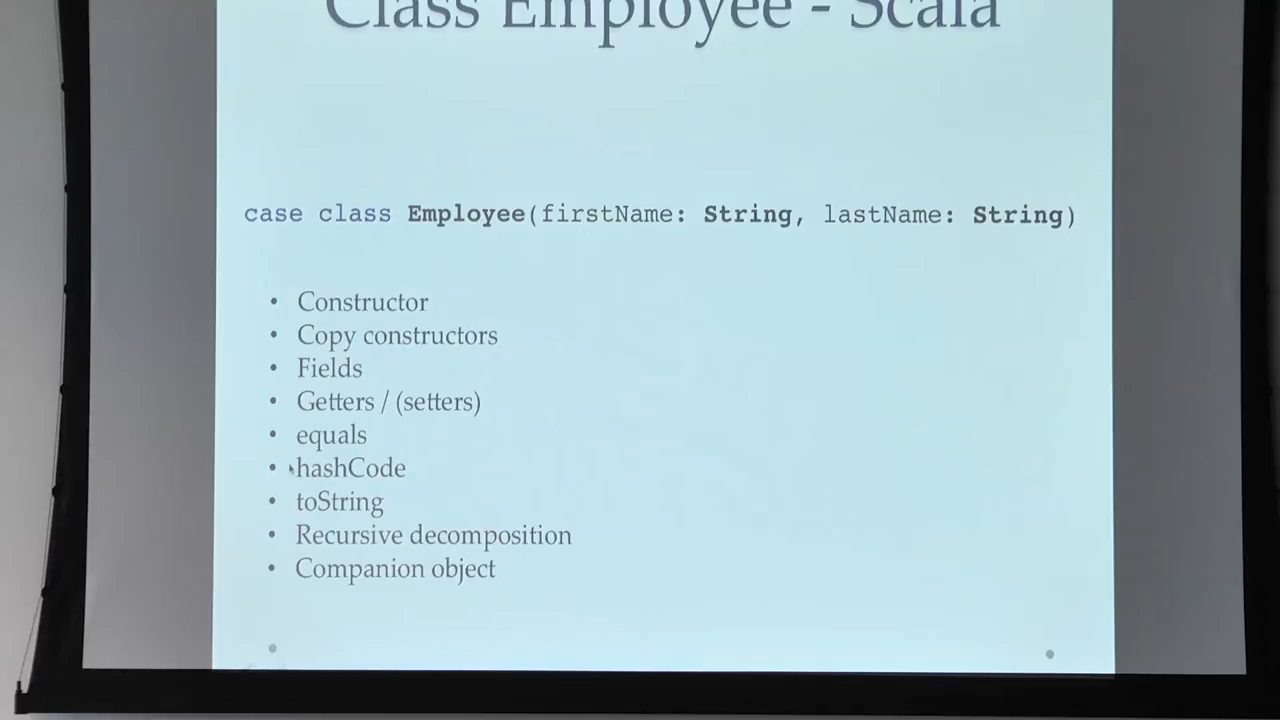 Class Employee - Scala
case class Employee(firstName: String, lastName: String)
• Constructor
• Copy constructors
• Fields
• Getters / (setters)
• equals
• hashCode
• toString
• Recursive decomposition
• Companion object